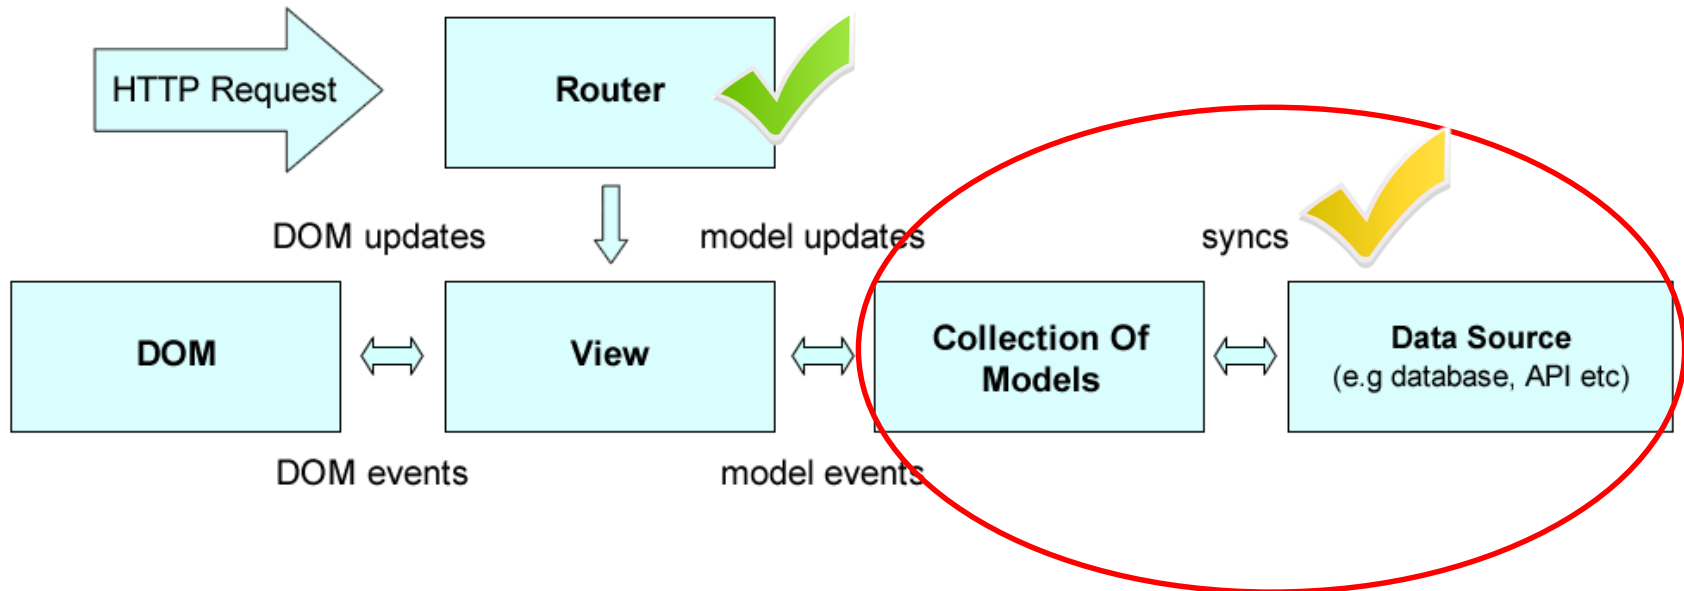 HTTP Request
Router
DOM updates
model updates
syncs
DOM
View
Collection Of
Models
Data Source
(e.g database, API etc)
DOM events
model events